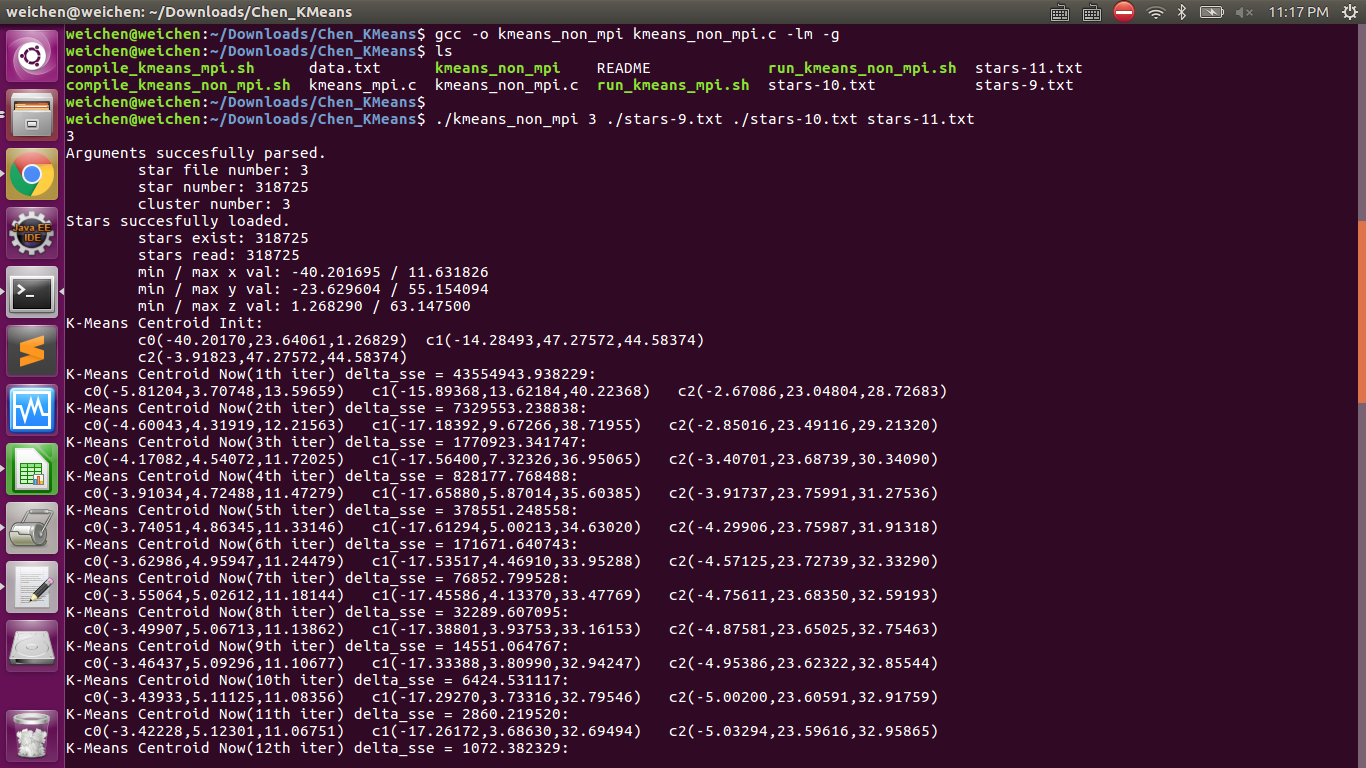 weichen@weichen: ~/Downloads/Chen_KMeans
11:17 PM
weichen@weichen:~/Downloads/Chen_KMeans$ gcc -o kmeans_non_mpi kmeans_non_mpi.c -lm -g
weichen@weichen:~/Downloads/Chen_KMeans$ ls
compile_kmeans_mpi.sh data.txt kmeans_non_mpi README run_kmeans_non_mpi.sh stars-11.txt
compile_kmeans_non_mpi.sh kmeans_mpi.c kmeans_non_mpi.c run_kmeans_mpi.sh stars-10.txt stars-9.txt
weichen@weichen:~/Downloads/Chen_KMeans$
weichen@weichen:~/Downloads/Chen_KMeans$ ./kmeans_non_mpi 3 ./stars-9.txt ./stars-10.txt stars-11.txt
3
Arguments succesfully parsed.
star file number: 3
star number: 318725
cluster number: 3
Stars succesfully loaded.
stars exist: 318725
stars read: 318725
min / max x val: -40.201695 / 11.631826
min / max y val: -23.629604 / 55.154094
min / max z val: 1.268290 / 63.147500
K-Means Centroid Init:
c0(-40.20170,23.64061,1.26829) c1(-14.28493,47.27572,44.58374)
c2(-3.91823,47.27572,44.58374)
K-Means Centroid Now(1th iter) delta_sse = 43554943.938229:
c0(-5.81204,3.70748,13.59659) c1(-15.89368,13.62184,40.22368) c2(-2.67086,23.04804,28.72683)
K-Means Centroid Now(2th iter) delta_sse = 7329553.238838:
c0(-4.60043,4.31919,12.21563) c1(-17.18392,9.67266,38.71955) c2(-2.85016,23.49116,29.21320)
K-Means Centroid Now(3th iter) delta_sse = 1770923.341747:
c0(-4.17082,4.54072,11.72025) c1(-17.56400,7.32326,36.95065) c2(-3.40701,23.68739,30.34090)
K-Means Centroid Now(4th iter) delta_sse = 828177.768488:
c0(-3.91034,4.72488,11.47279) c1(-17.65880,5.87014,35.60385) c2(-3.91737,23.75991,31.27536)
K-Means Centroid Now(5th iter) delta_sse = 378551.248558:
c0(-3.74051,4.86345,11.33146) c1(-17.61294,5.00213,34.63020) c2(-4.29906,23.75987,31.91318)
K-Means Centroid Now(6th iter) delta_sse = 171671.640743:
c0(-3.62986,4.95947,11.24479) c1(-17.53517,4.46910,33.95288) c2(-4.57125,23.72739,32.33290)
K-Means Centroid Now(7th iter) delta_sse = 76852.799528:
c0(-3.55064,5.02612,11.18144) c1(-17.45586,4.13370,33.47769) c2(-4.75611,23.68350,32.59193)
K-Means Centroid Now(8th iter) delta_sse = 32289.607095:
c0(-3.49907,5.06713,11.13862) c1(-17.38801,3.93753,33.16153) c2(-4.87581,23.65025,32.75463)
K-Means Centroid Now(9th iter) delta_sse = 14551.064767:
c0(-3.46437,5.09296,11.10677) c1(-17.33388,3.80990,32.94247) c2(-4.95386,23.62322,32.85544)
K-Means Centroid Now(10th iter) delta_sse = 6424.531117:
c0(-3.43933,5.11125,11.08356) c1(-17.29270,3.73316,32.79546) c2(-5.00200,23.60591,32.91759)
K-Means Centroid Now(11th iter) delta_sse = 2860.219520:
c0(-3.42228,5.12301,11.06751) c1(-17.26172,3.68630,32.69494) c2(-5.03294,23.59616,32.95865)
K-Means Centroid Now(12th iter) delta_sse = 1072.382329:
Java EE
IDE